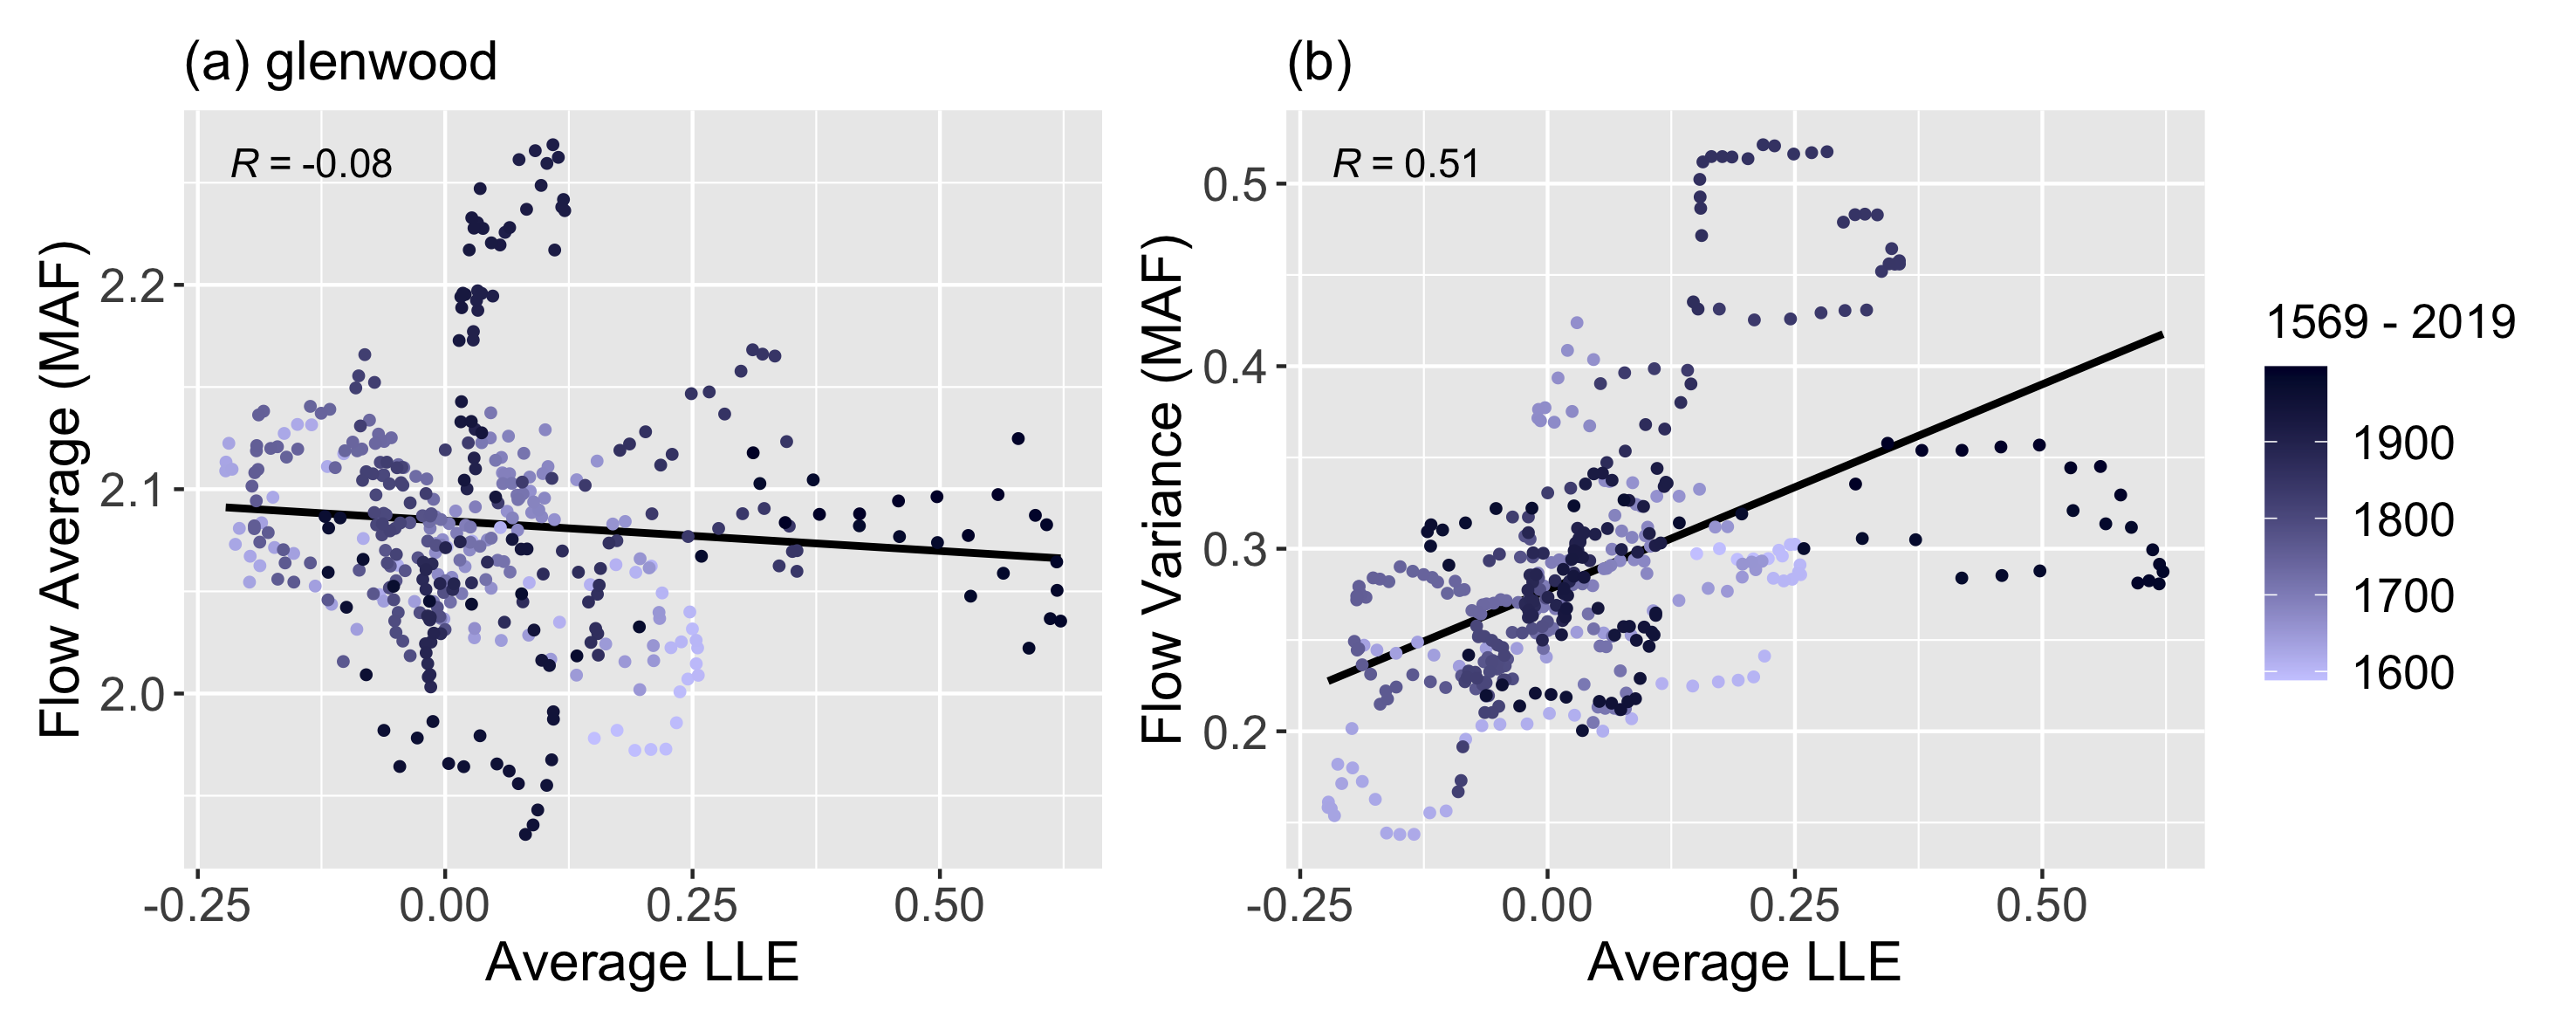 (a) glenwood
R = -0.08
Flow Average (MAF)
2.2
2.1
2.0
-0.25 0.00 0.25 0.50
Average LLE
(b)
R = 0.51
Flow Variance (MAF)
0.5
0.4
0.3
0.2
-0.25 0.00 0.25 0.50
Average LLE
1569 - 2019
1900
1800
1700
1600